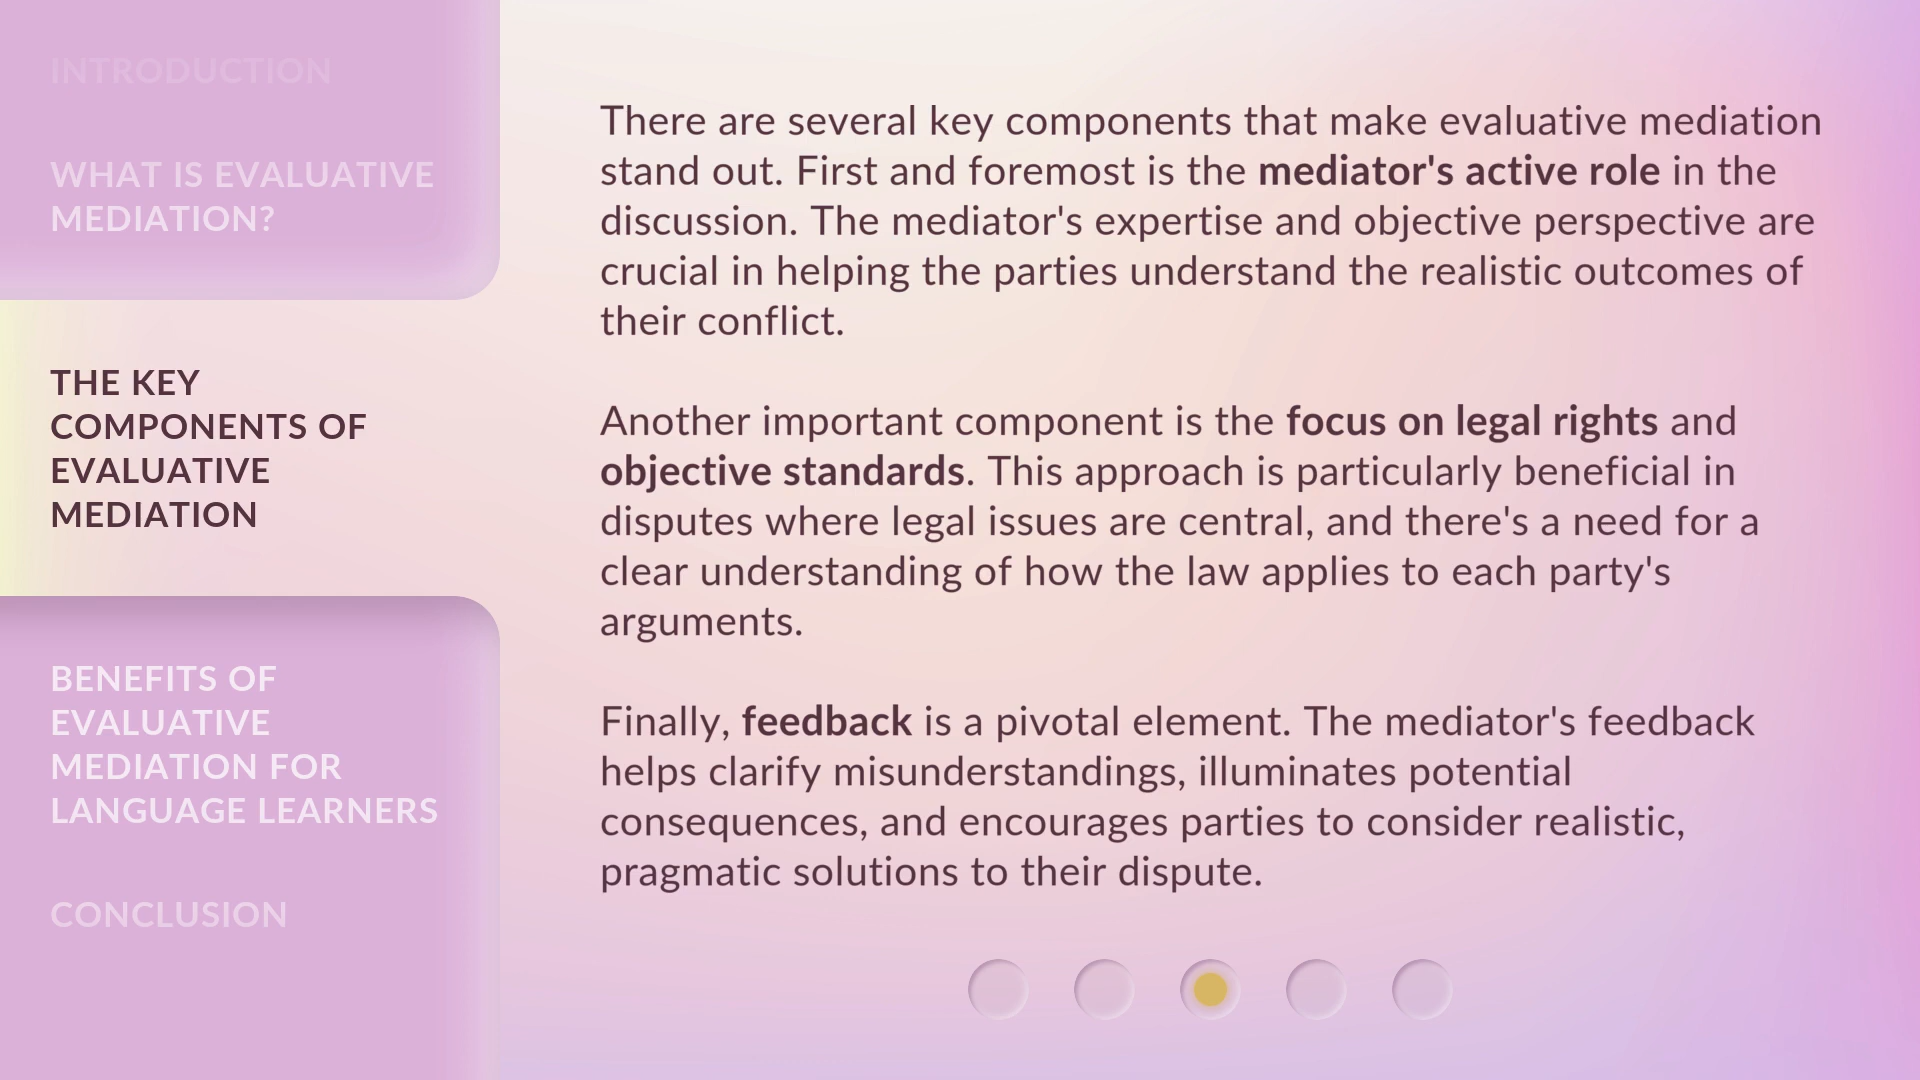 INTRODUCTION
WHAT IS EVALUATIVE
MEDIATION?
THE KEY
COMPONENTS OF
EVALUATIVE
MEDIATION
BENEFITS OF
EVALUATIVE
MEDIATION FOR
LANGUAGE LEARNERS
CONCLUSION
There are several key components that make evaluative mediation
stand out. First and foremost is the mediator's active role in the
discussion. The mediator's expertise and objective perspective are
crucial in helping the parties understand the realistic outcomes of
their conflict.
Another important component is the focus on legal rights and
objective standards. This approach is particularly beneficial in
disputes where legal issues are central, and there's a need for a
clear understanding of how the law applies to each party's
arguments.
Finally, feedback is a pivotal element. The mediator's feedback
helps clarify misunderstandings, illuminates potential
consequences, and encourages parties to consider realistic,
pragmatic solutions to their dispute.